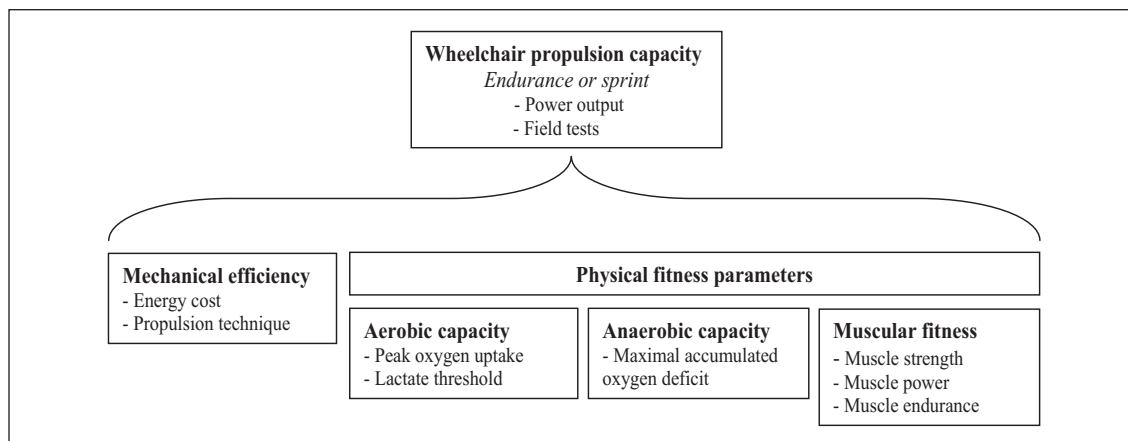 Wheelchair propulsion capacity
Endurance or sprint
- Power output
- Field tests
Mechanical efficiency
- Energy cost
- Propulsion technique
Physical fitness parameters
Aerobic capacity
- Peak oxygen uptake
- Lactate threshold
Anaerobic capacity
- Maximal accumulated
oxygen deficit
Muscular fitness
- Muscle strength
- Muscle power
- Muscle endurance